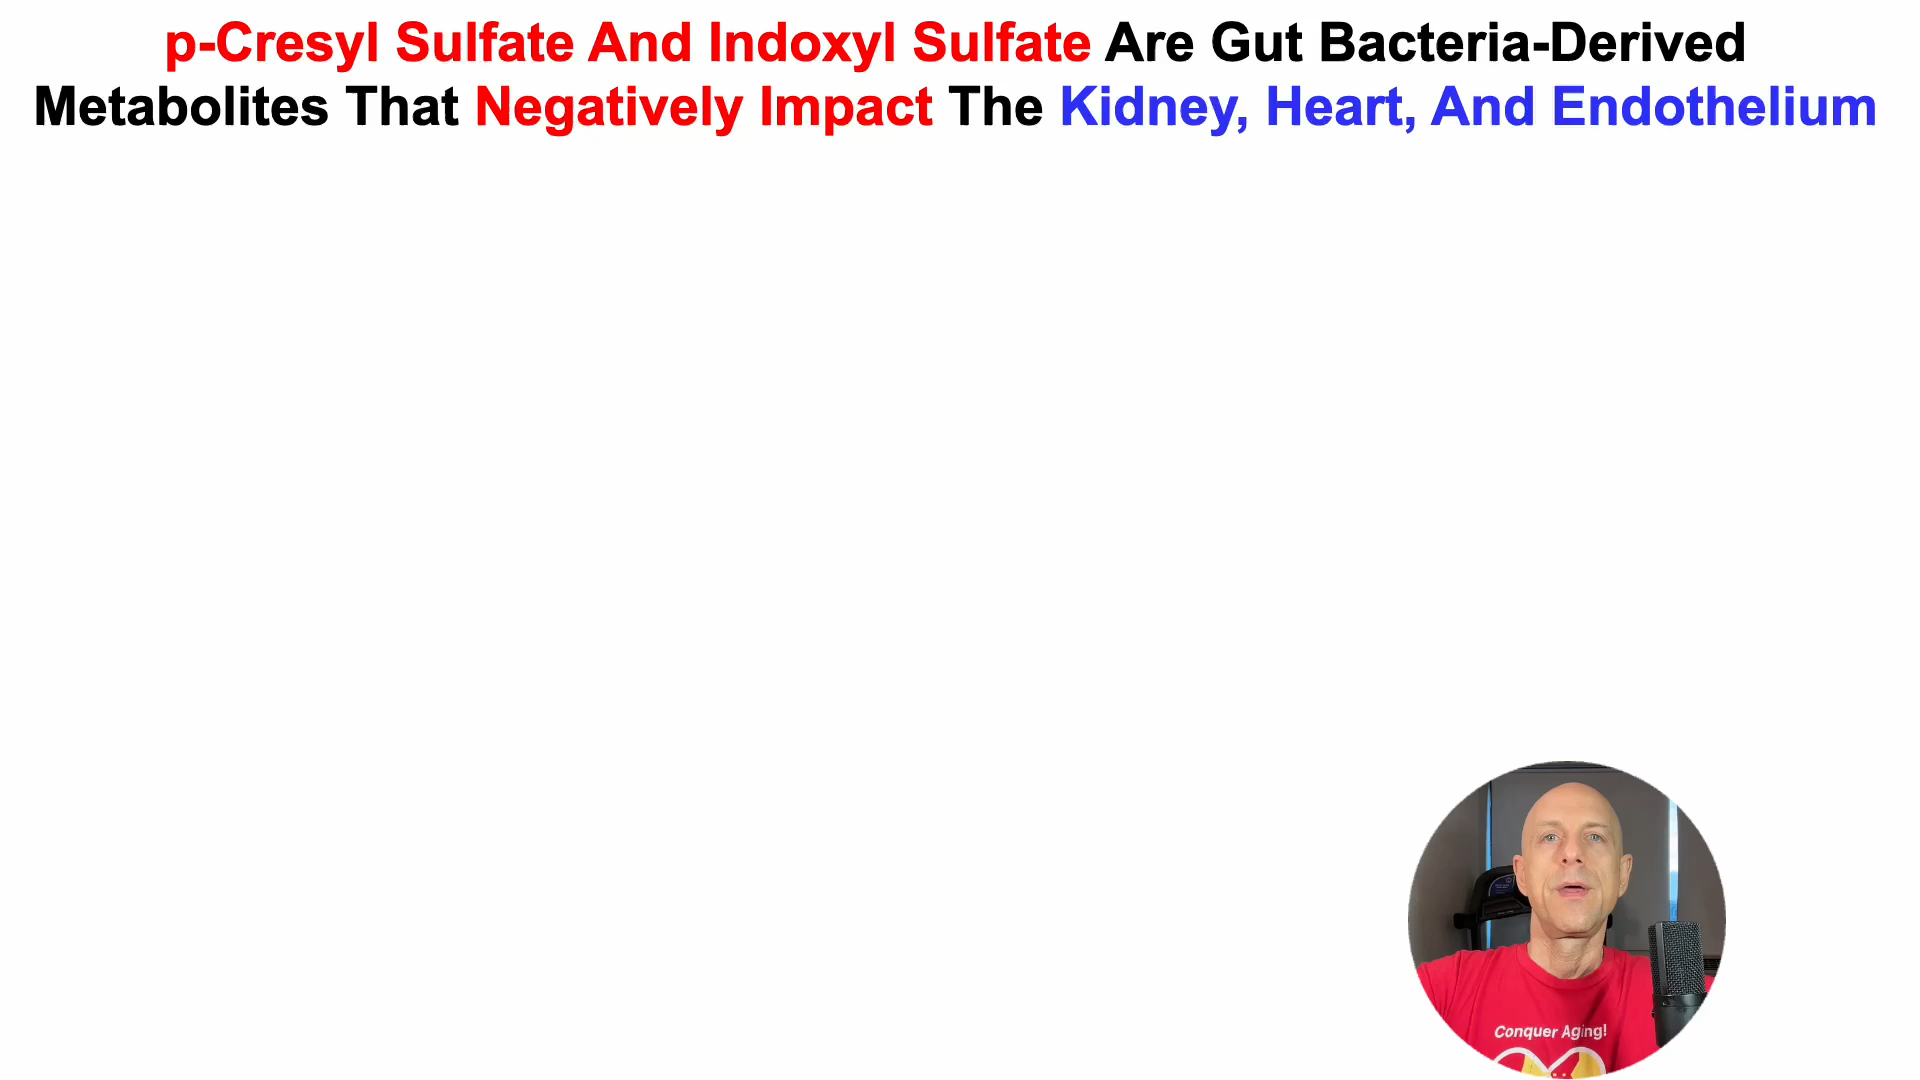 p-Cresyl Sulfate And Indoxyl Sulfate Are Gut Bacteria-Derived
Metabolites That Negatively Impact The Kidney, Heart, And Endothelium
Conquer Aging!